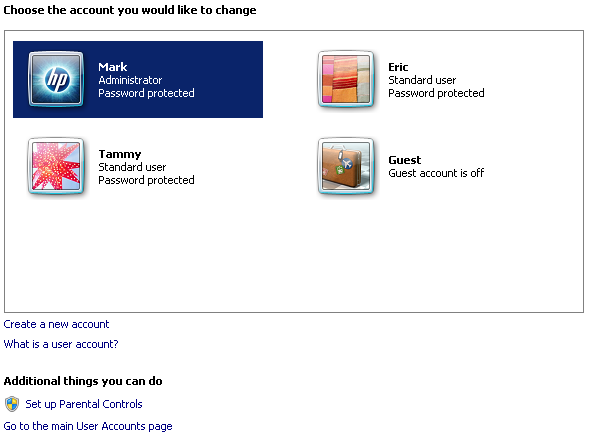 Choose the account you would like to change
hp
Mark
Administrator
Password protected
Eric
Standard user
Password protected
Tammy
Standard user
Password protected
Guest
Guest account is off
Create a new account
What is a user account?
Additional things you can do
Set up Parental Controls
Go to the main User Accounts page